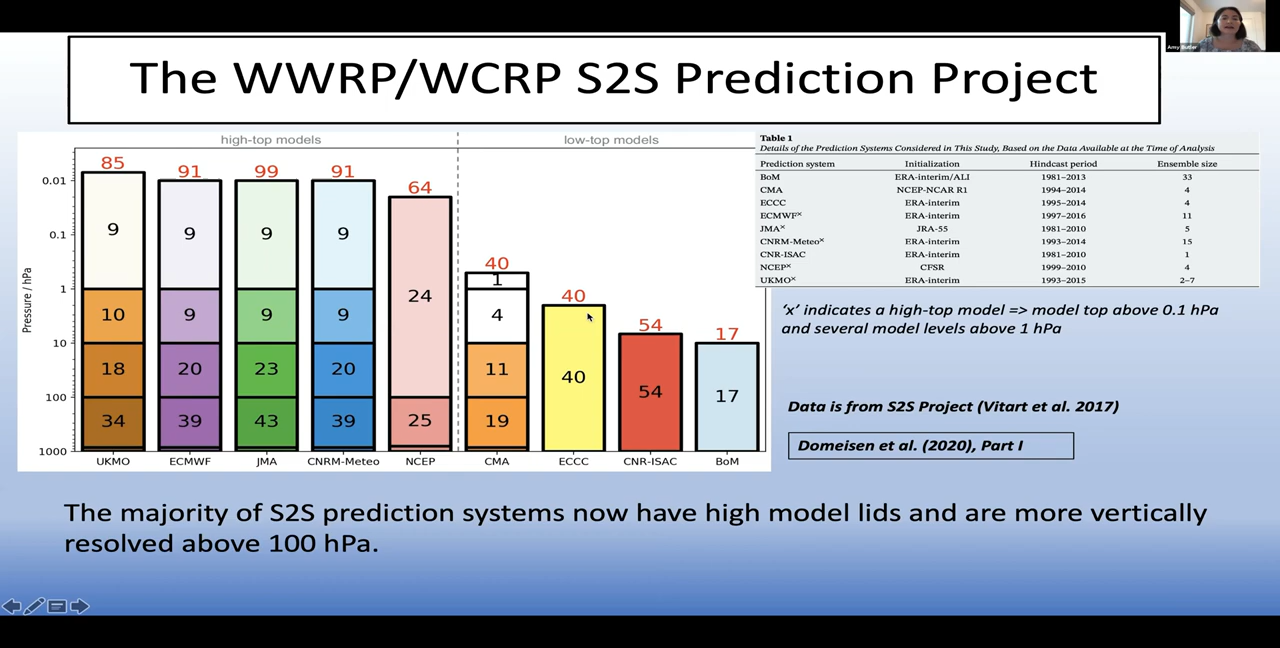 Amy Butler
The WWRP/WCRP S2S Prediction Project
high-top models
low-top models
85 91 99 91 64 40 40 54 17
Pressure / hPa
0.01
0.1
1
10
100
1000
9 10 18 34
9 9 20 39
9 9 23 43
9 9 20 39
24 25
1 4 11 19
40
54
17
UKMO ECMWF JMA CNRM-Meteo NCEP CMA ECCC CNR-ISAC BoM
Table 1
Details of the Prediction Systems Considered in This Study, Based on the Data Available at the Time of Analysis
Prediction system Initialization Hindcast period Ensemble size
BoM ERA-interim/ALI 1981–2013 33
CMA NCEP-NCAR R1 1994–2014 4
ECCC ERA-interim 1995–2014 4
ECMWFˣ ERA-interim 1997–2016 11
JMAˣ JRA-55 1981–2010 5
CNRM-Meteoˣ ERA-interim 1993–2014 15
CNR-ISAC ERA-interim 1981–2010 1
NCEPˣ CFSR 1999–2010 4
UKMOˣ ERA-interim 1993–2015 2–7
'x' indicates a high-top model => model top above 0.1 hPa
and several model levels above 1 hPa
Data is from S2S Project (Vitart et al. 2017)
Domeisen et al. (2020), Part I
The majority of S2S prediction systems now have high model lids and are more vertically
resolved above 100 hPa.